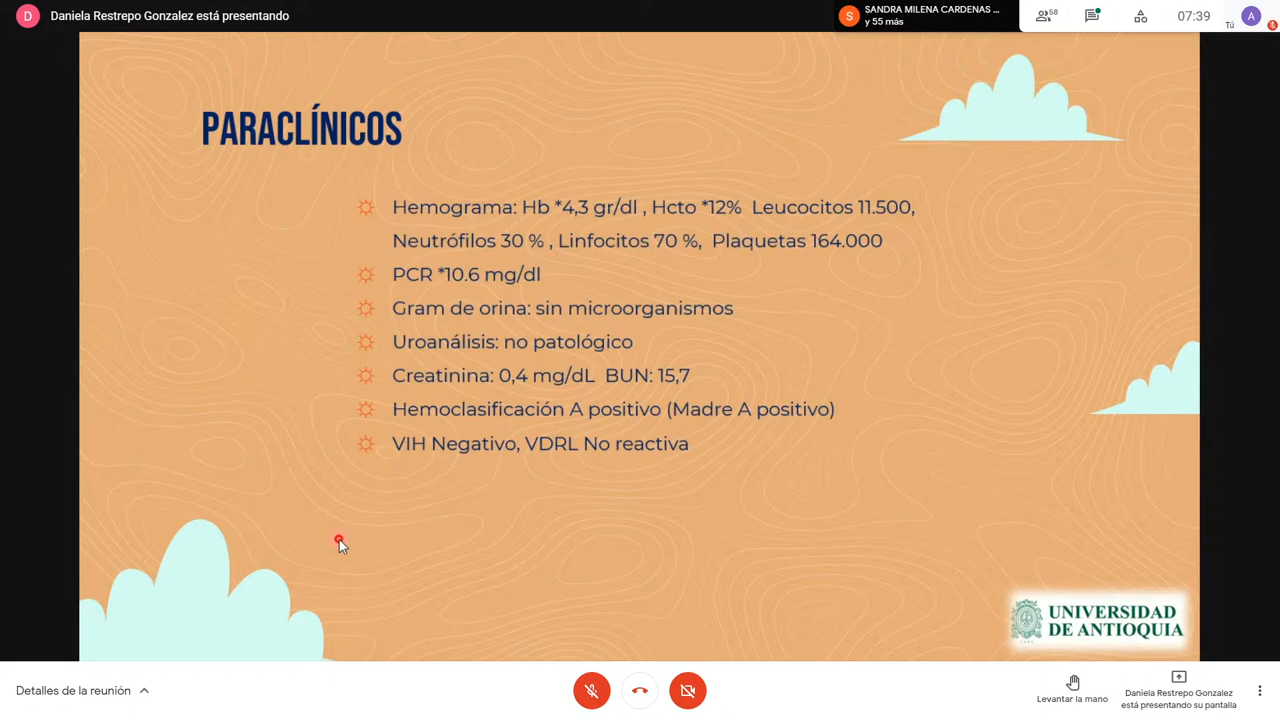 D Daniela Restrepo Gonzalez está presentando
S SANDRA MILENA CARDENAS ...
y 55 más
58
07:39
Tú
A
PARACLÍNICOS
Hemograma: Hb *4,3 gr/dl , Hcto *12% Leucocitos 11.500,
Neutrófilos 30 % , Linfocitos 70 %, Plaquetas 164.000
PCR *10.6 mg/dl
Gram de orina: sin microorganismos
Uroanálisis: no patológico
Creatinina: 0,4 mg/dL BUN: 15,7
Hemoclasificación A positivo (Madre A positivo)
VIH Negativo, VDRL No reactiva
UNIVERSIDAD
DE ANTIOQUIA
Detalles de la reunión
Levantar la mano
Daniela Restrepo Gonzalez
está presentando su pantalla